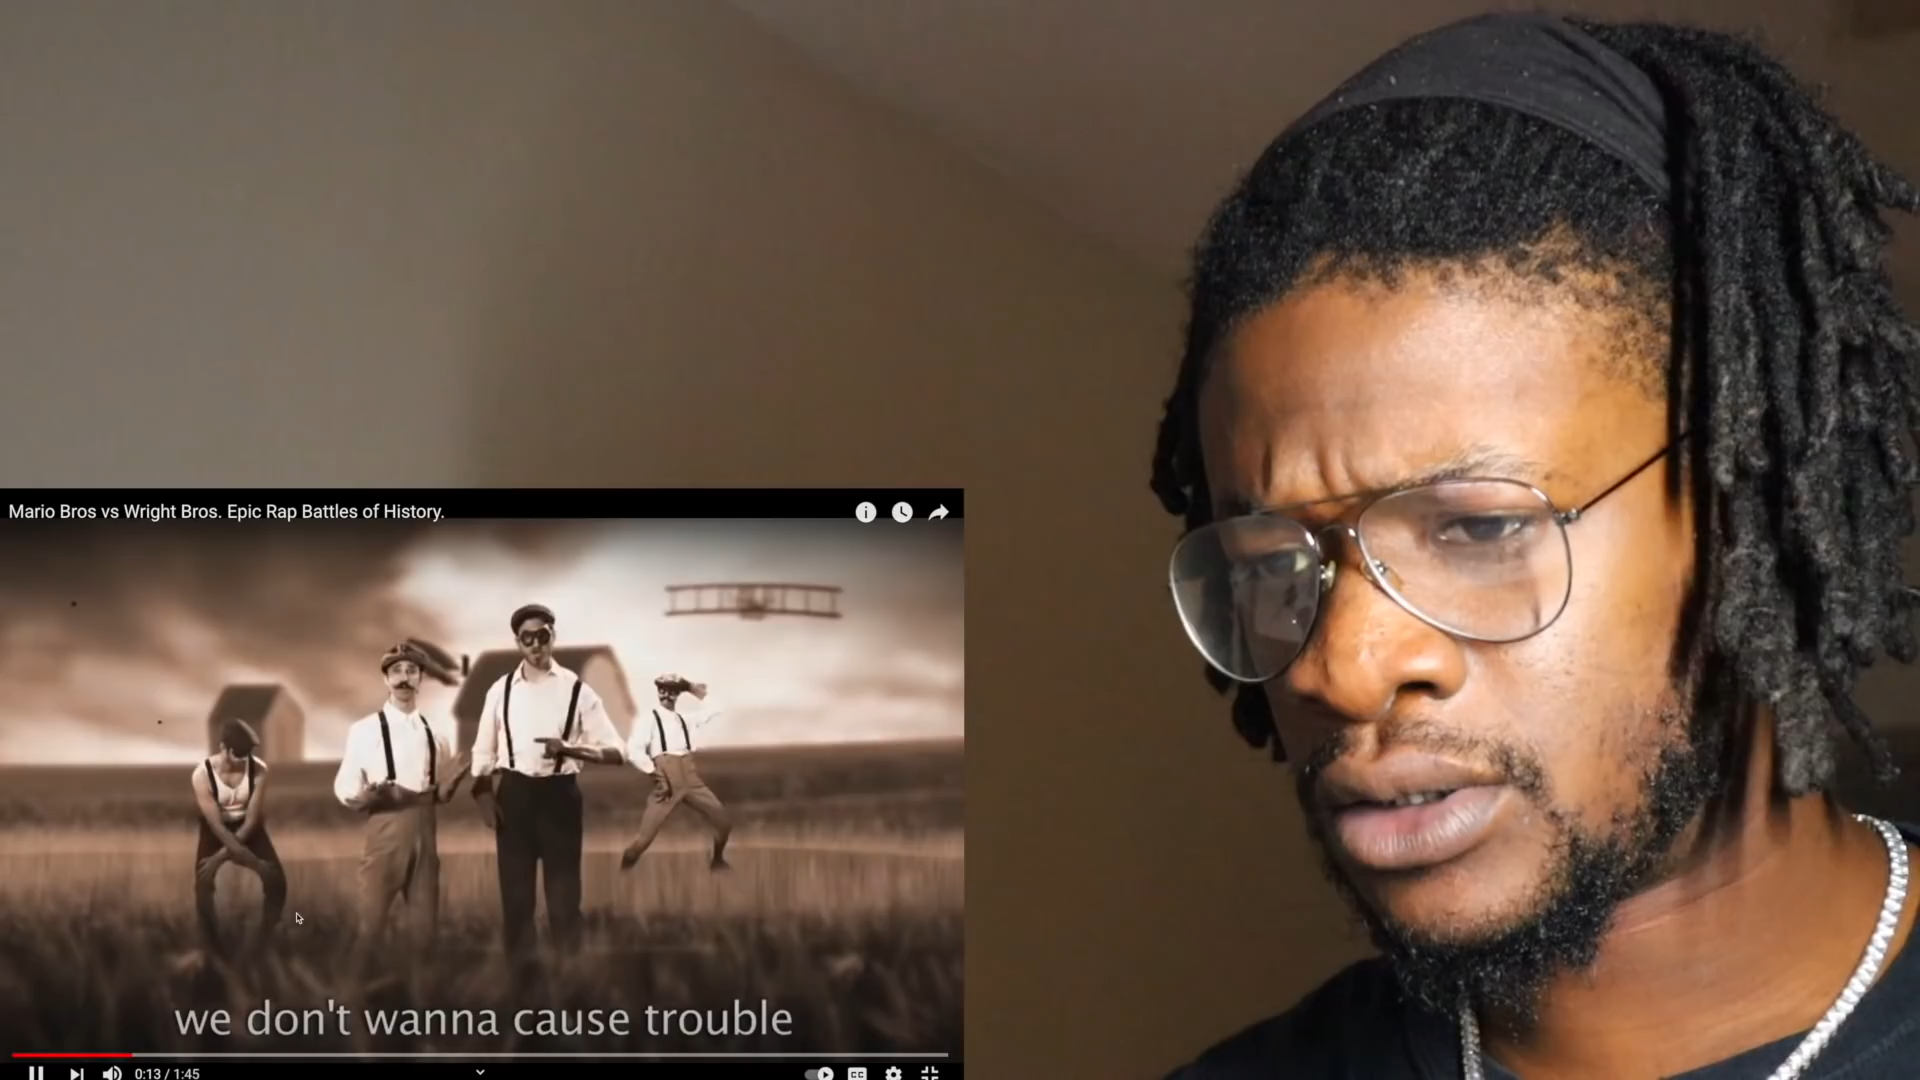 Mario Bros vs Wright Bros. Epic Rap Battles of History.
we don't wanna cause trouble
0:13 / 1:45
CC